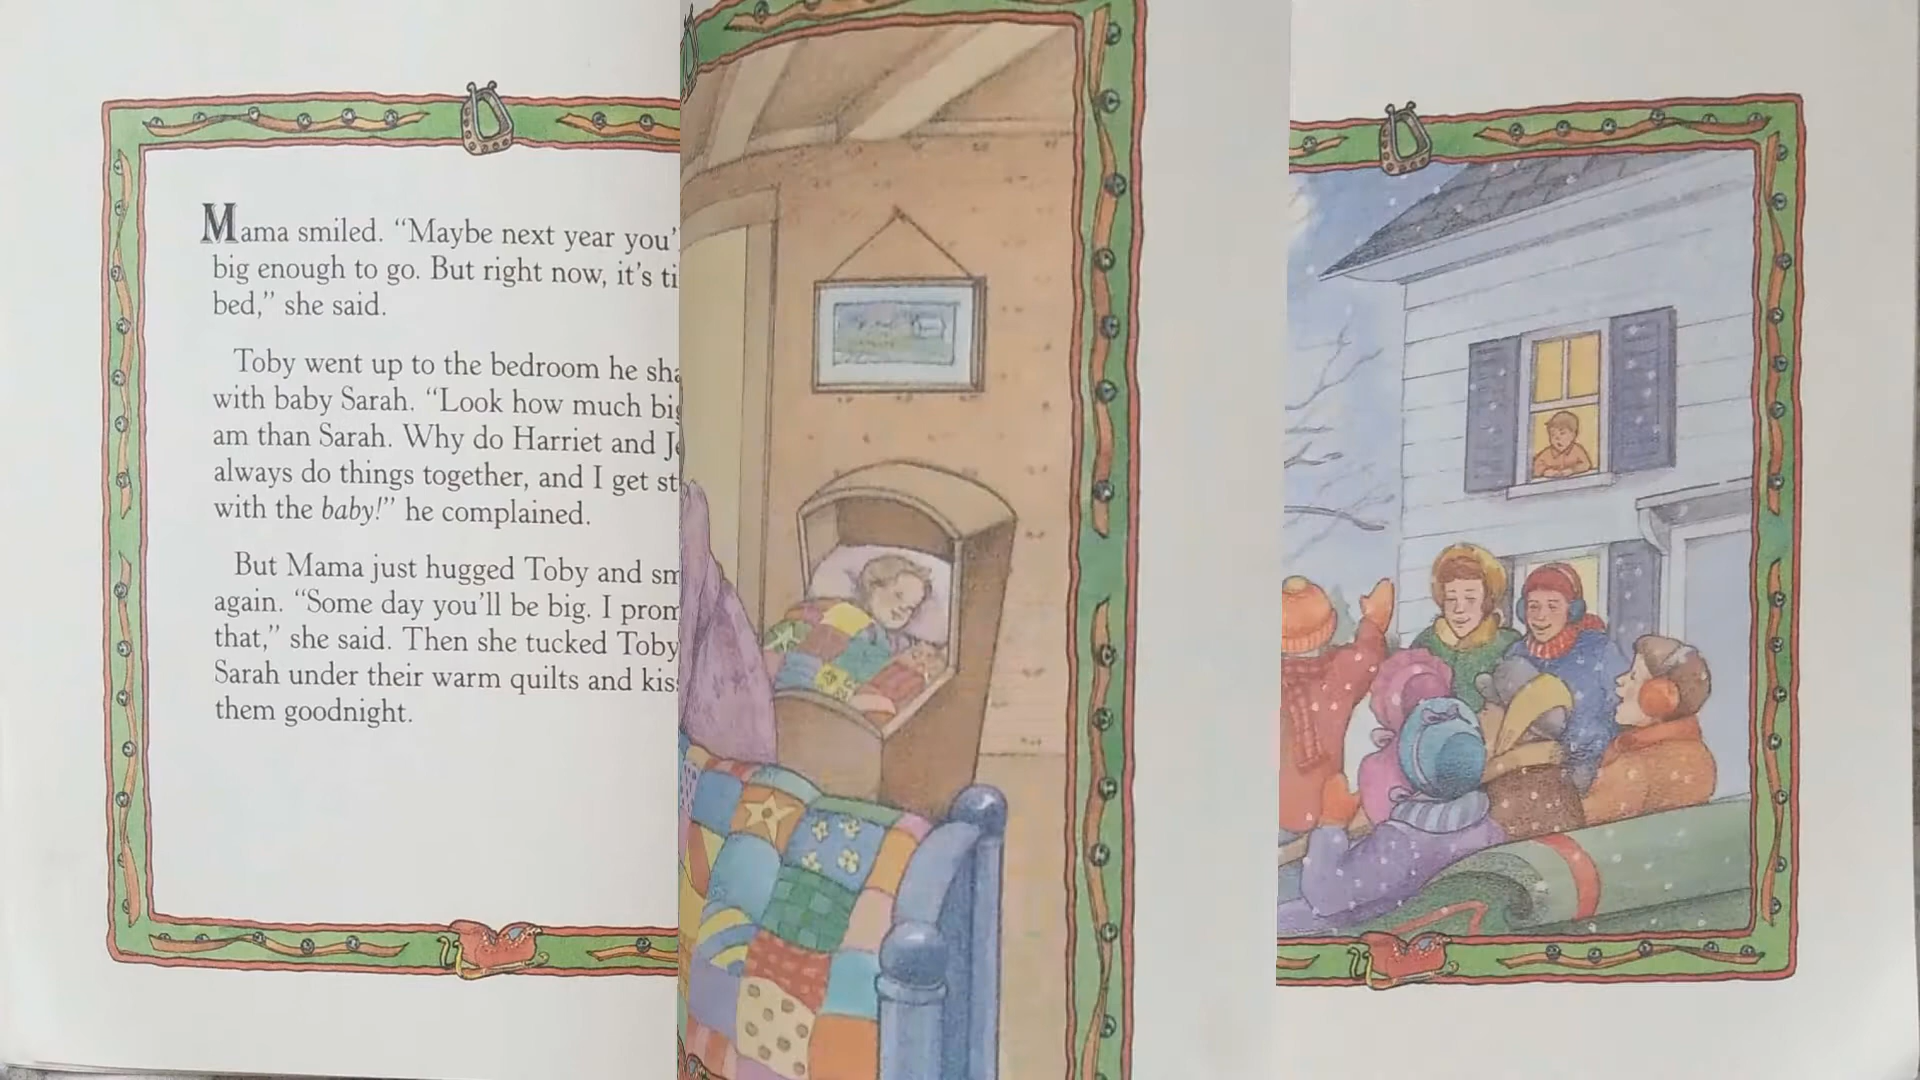 Mama smiled. “Maybe next year you’
big enough to go. But right now, it’s ti
bed,” she said.
Toby went up to the bedroom he sha
with baby Sarah. “Look how much big
am than Sarah. Why do Harriet and Je
always do things together, and I get st
with the baby!” he complained.
But Mama just hugged Toby and sm
again. “Some day you’ll be big. I prom
that,” she said. Then she tucked Toby
Sarah under their warm quilts and kis
them goodnight.